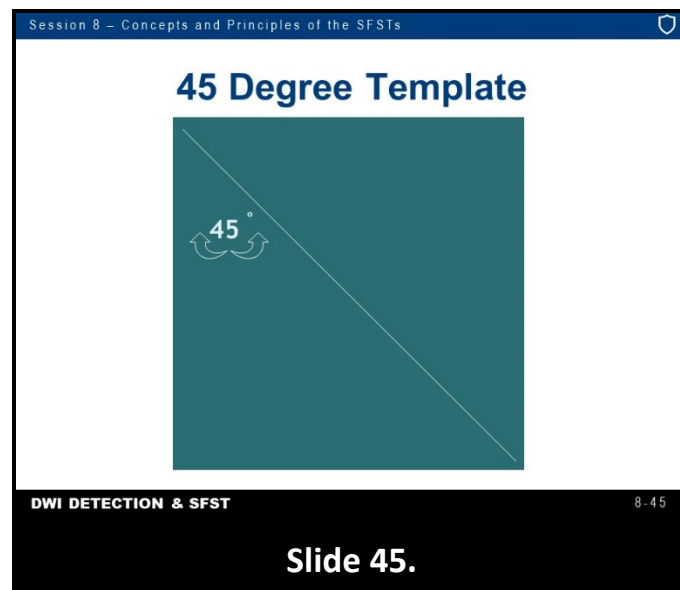 Session 8 – Concepts and Principles of the SFSTs
45 Degree Template
45 °
DWI DETECTION & SFST
8-45
Slide 45.